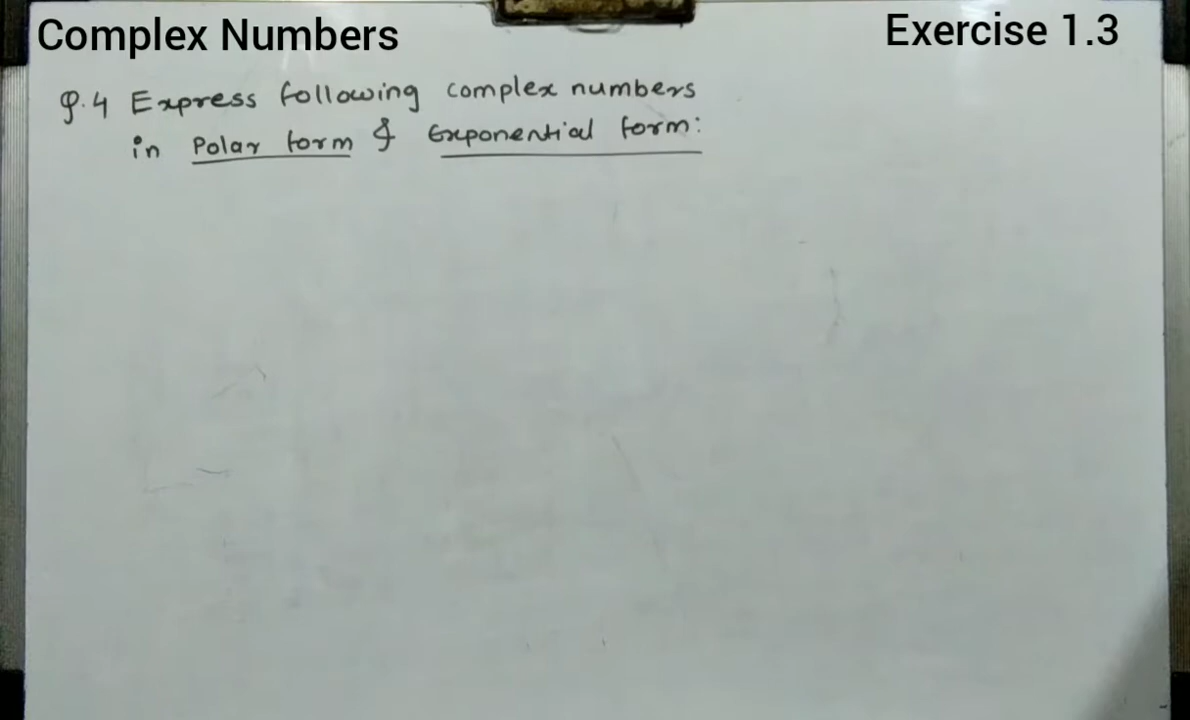 Complex Numbers
Exercise 1.3
Q.4 Express following complex numbers
in Polar form & Exponential form: